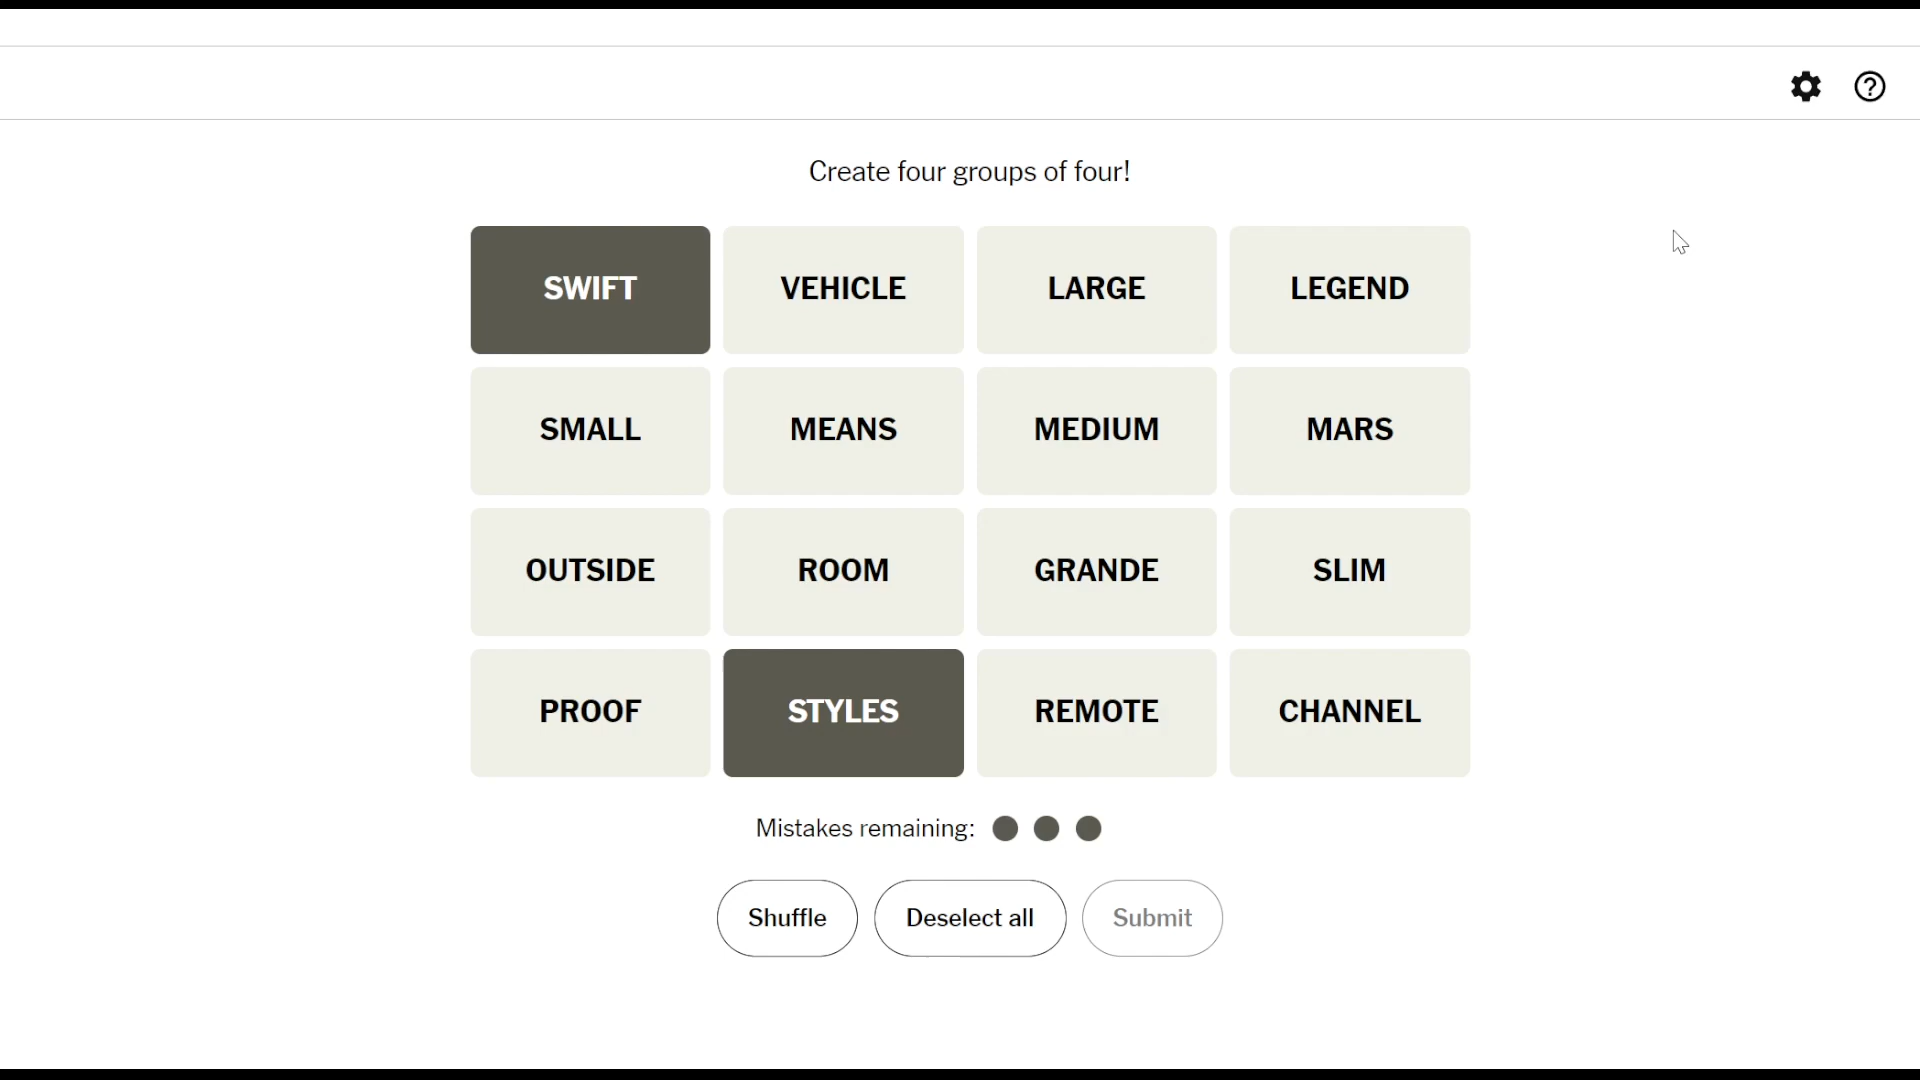 Create four groups of four!
SWIFT VEHICLE LARGE LEGEND
SMALL MEANS MEDIUM MARS
OUTSIDE ROOM GRANDE SLIM
PROOF STYLES REMOTE CHANNEL
Mistakes remaining:
Shuffle Deselect all Submit